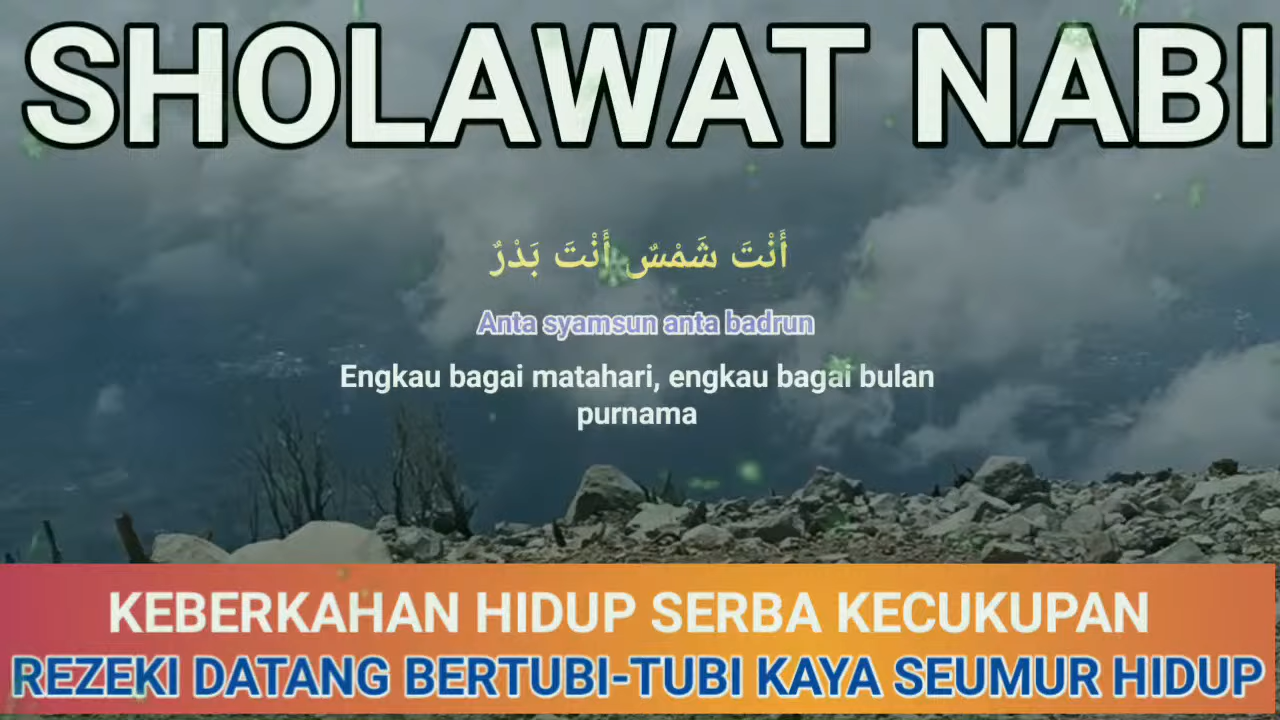 SHOLAWAT NABI
أَنْتَ شَمْسٌ أَنْتَ بَدْرٌ
Anta syamsun anta badrun
Engkau bagai matahari, engkau bagai bulan
purnama
KEBERKAHAN HIDUP SERBA KECUKUPAN
REZEKI DATANG BERTUBI-TUBI KAYA SEUMUR HIDUP